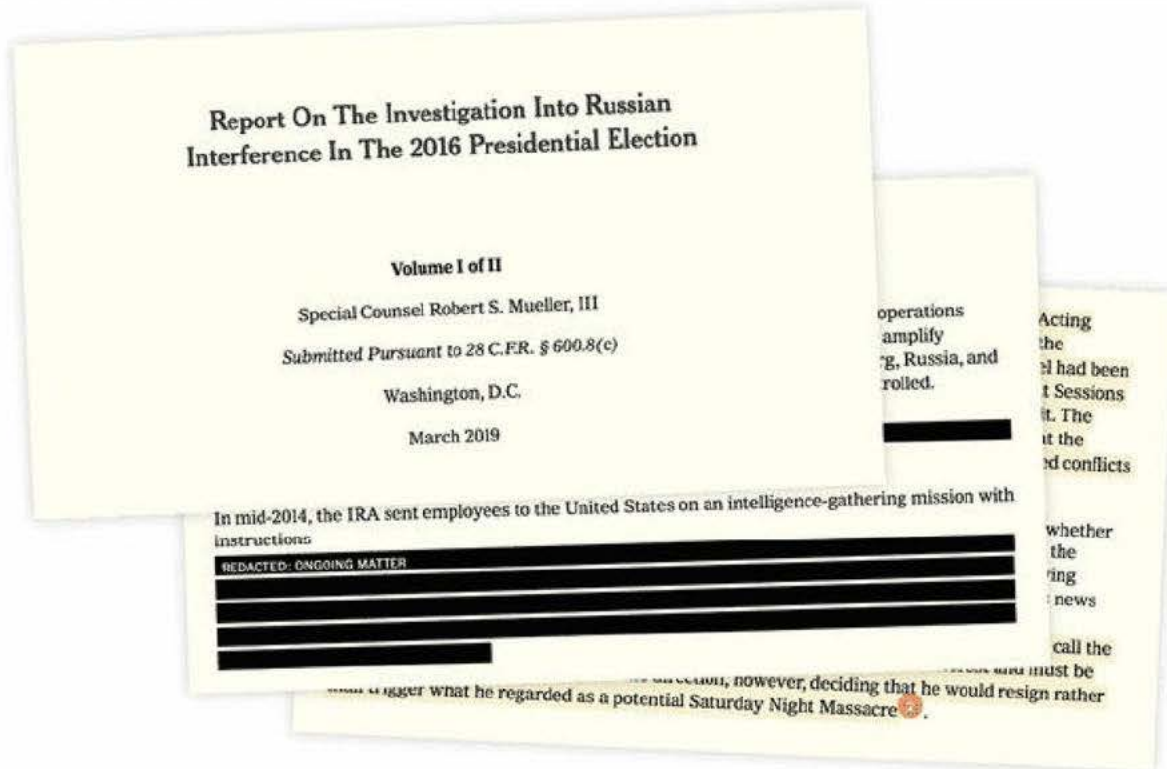 Report On The Investigation Into Russian
Interference In The 2016 Presidential Election
Volume I of II
Special Counsel Robert S. Mueller, III
Submitted Pursuant to 28 C.F.R. § 600.8(c)
Washington, D.C.
March 2019
operations
amplify
Russia, and
In mid-2014, the IRA sent employees to the United States on an intelligence-gathering mission with
instructions
REDACTED: ONGOING MATTER
Acting
the
had been
Sessions
it. The
the
conflicts
whether
the
news
call the
must be
however, deciding that he would resign rather
trigger what he regarded as a potential Saturday Night Massacre.